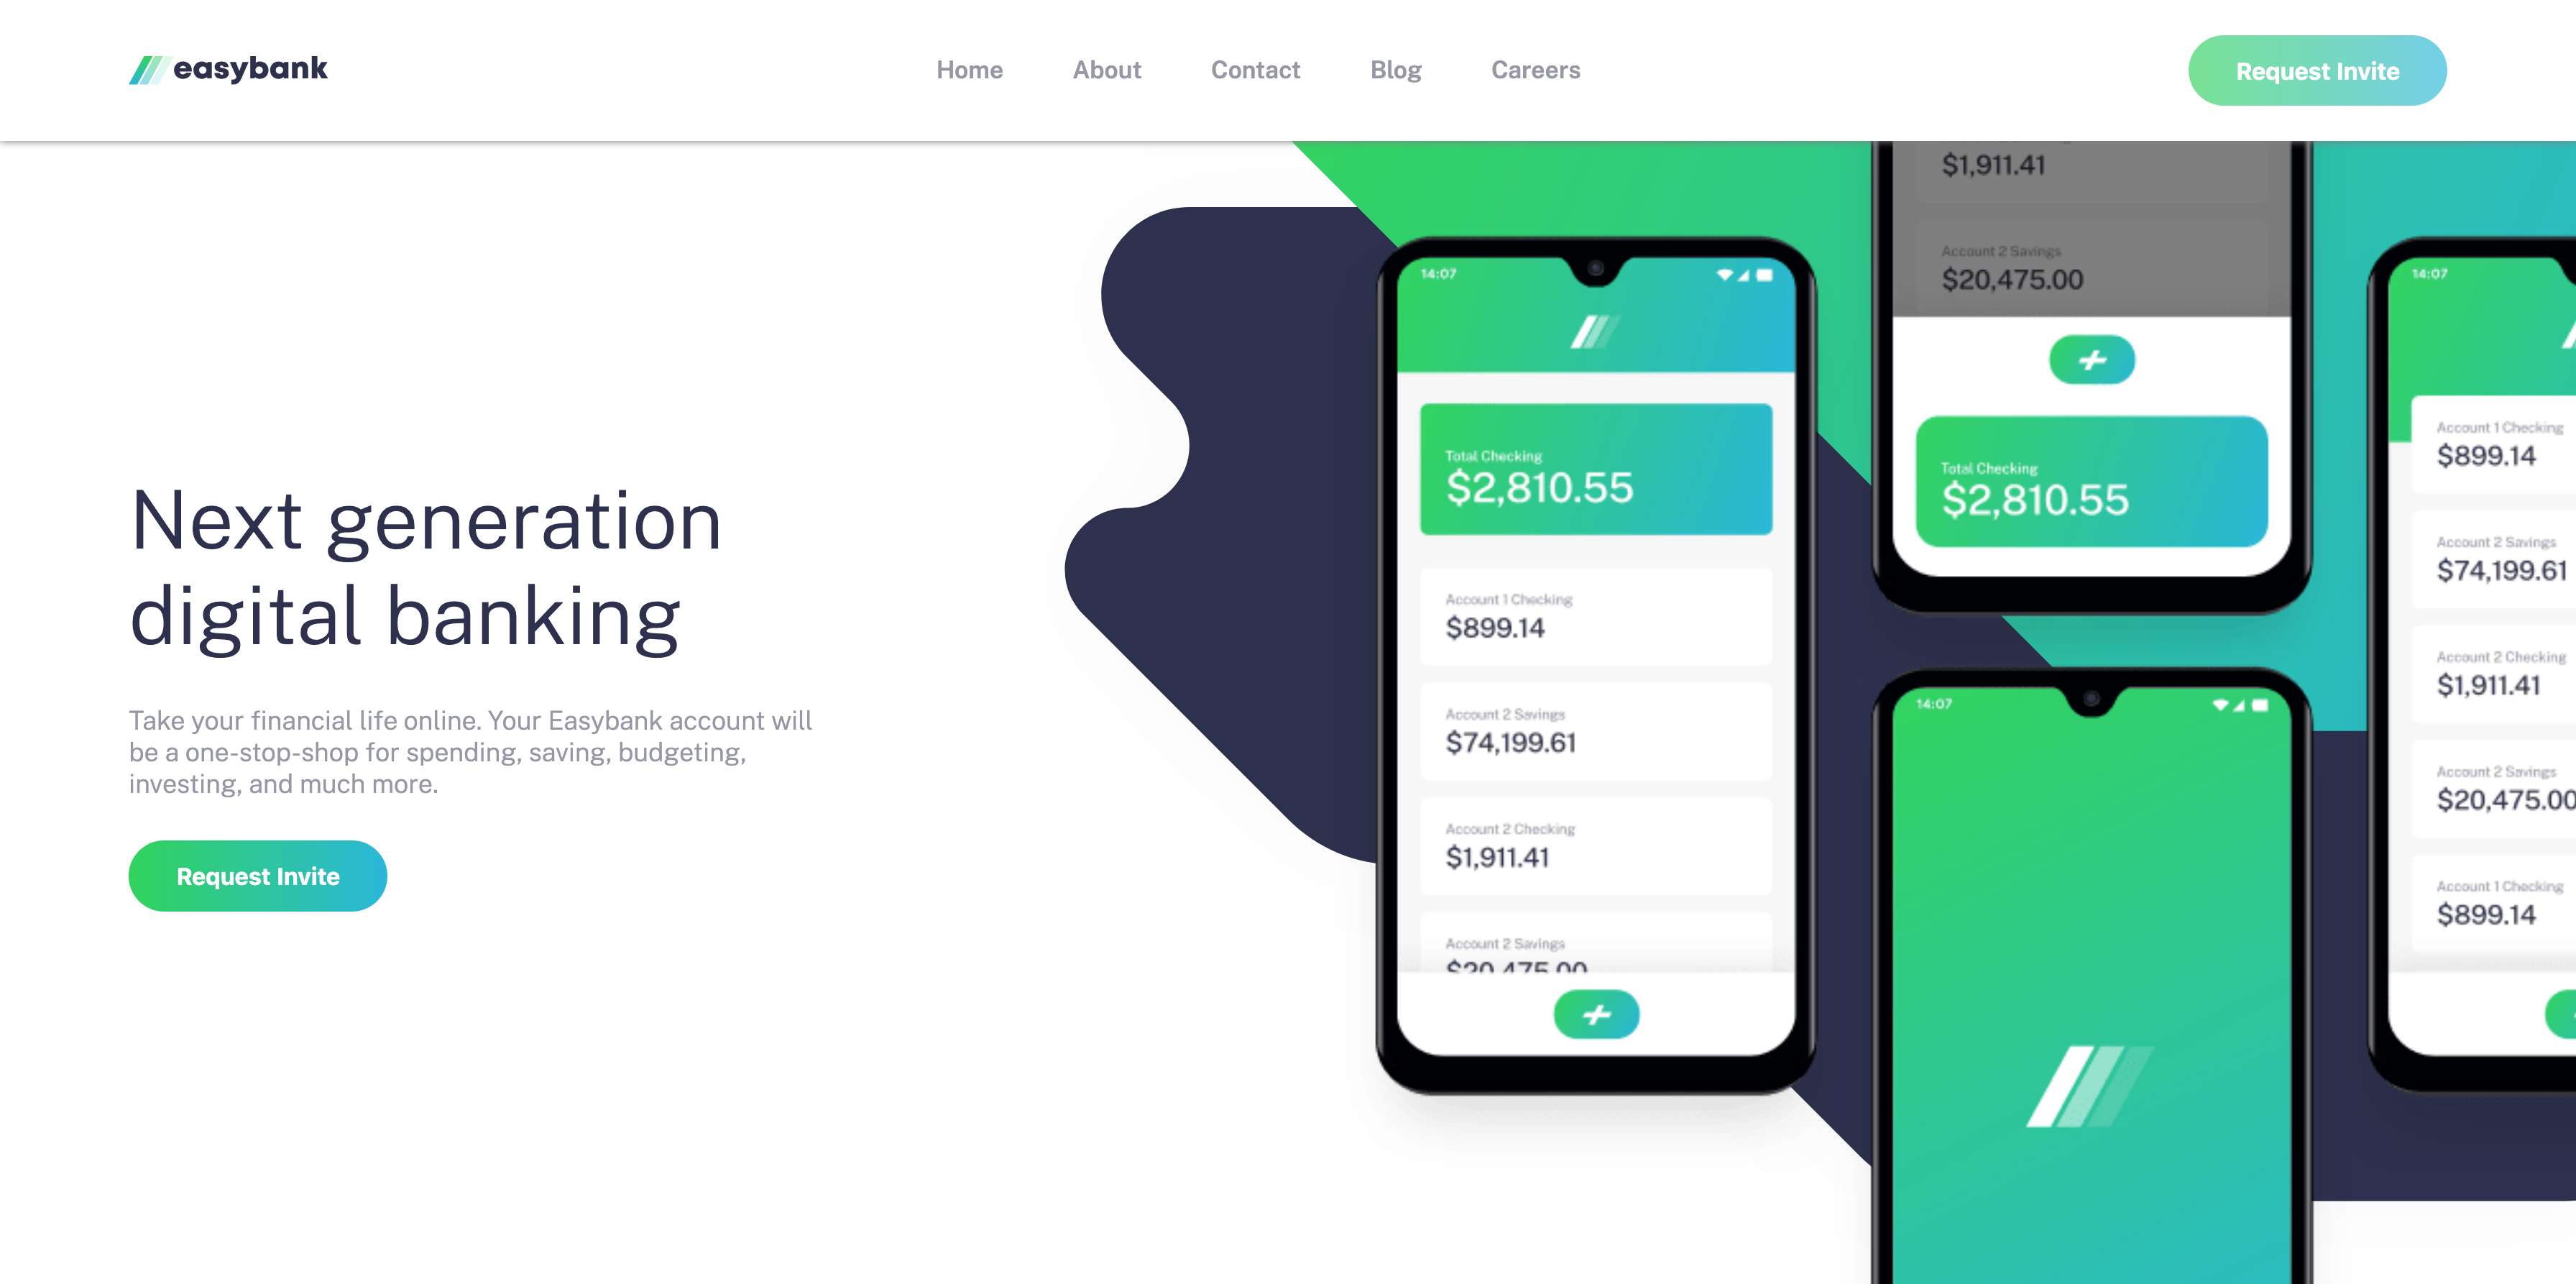 easybank
Home
About
Contact
Blog
Careers
Request Invite
Next generation
digital banking
Take your financial life online. Your Easybank account will
be a one-stop-shop for spending, saving, budgeting,
investing, and much more.
Request Invite
14:07
Total Checking
$2,810.55
Account 1 Checking
$899.14
Account 2 Savings
$74,199.61
Account 2 Checking
$1,911.41
Account 2 Savings
$20,475.00
$1,911.41
Account 2 Savings
$20,475.00
Total Checking
$2,810.55
14:07
14:07
Account 1 Checking
$899.14
Account 2 Savings
$74,199.61
Account 2 Checking
$1,911.41
Account 2 Savings
$20,475.00
Account 1 Checking
$899.14